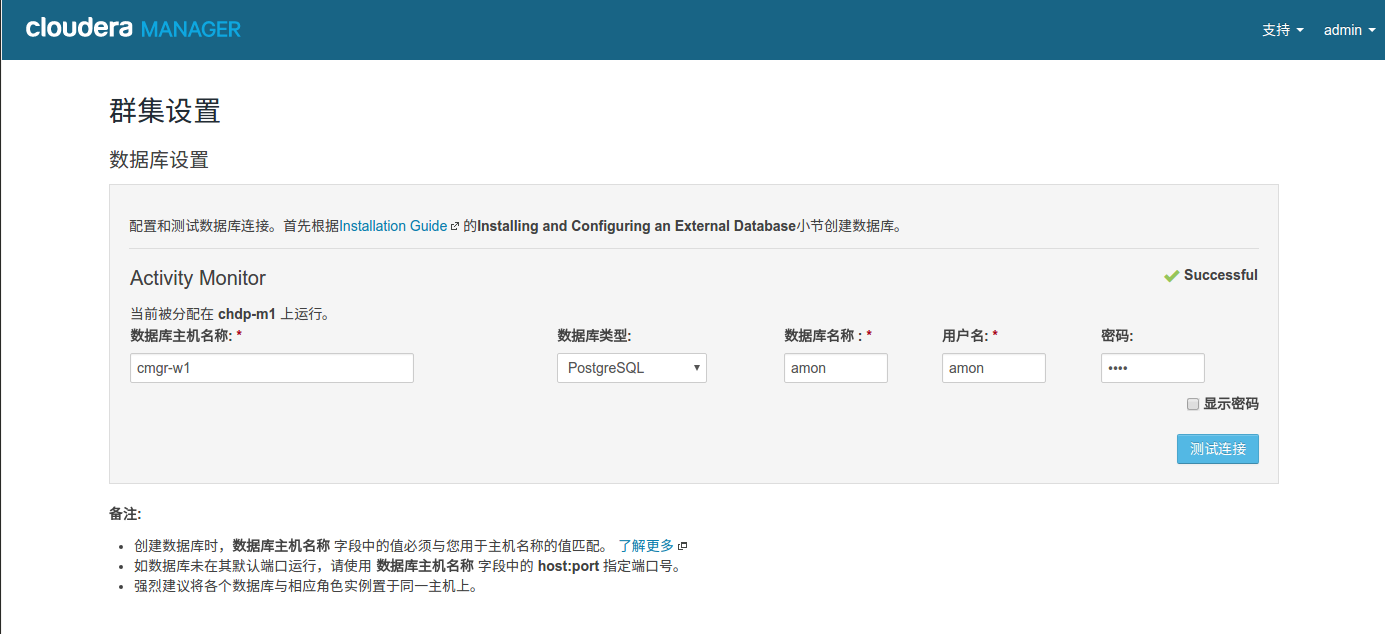 cloudera MANAGER
支持 admin
群集设置
数据库设置
配置和测试数据库连接。首先根据Installation Guide 的Installing and Configuring an External Database小节创建数据库。
Activity Monitor
Successful
当前被分配在 chdp-m1 上运行。
数据库主机名称: * 数据库类型: 数据库名称 : * 用户名: * 密码:
cmgr-w1 PostgreSQL amon amon ••••
显示密码
测试连接
备注:
• 创建数据库时，数据库主机名称 字段中的值必须与您用于主机名称的值匹配。 了解更多
• 如数据库未在其默认端口运行，请使用 数据库主机名称 字段中的 host:port 指定端口号。
• 强烈建议将各个数据库与相应角色实例置于同一主机上。